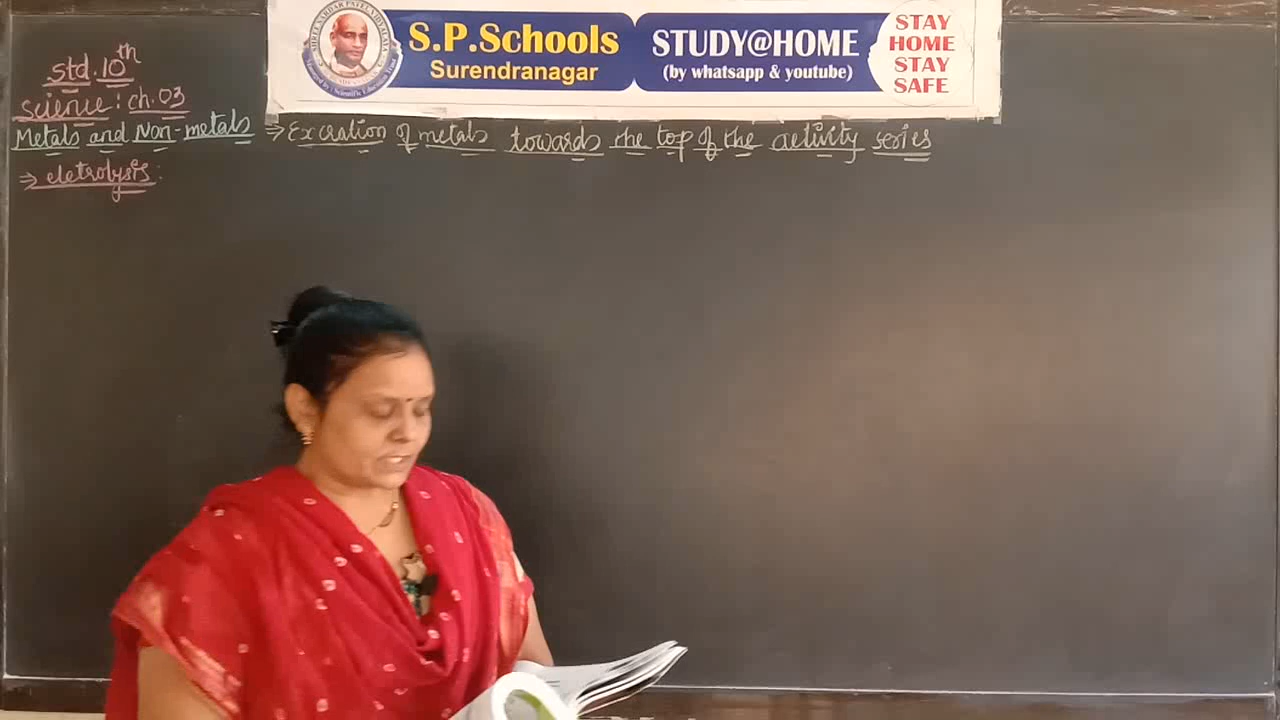 S.P.Schools
Surendranagar
STUDY@HOME
(by whatsapp & youtube)
STAY
HOME
STAY
SAFE
Std. 10th
Science: ch. 03
Metals and Non-metals ⇒ Excration of metals towards the top of the activity series
⇒ eletrolysis: